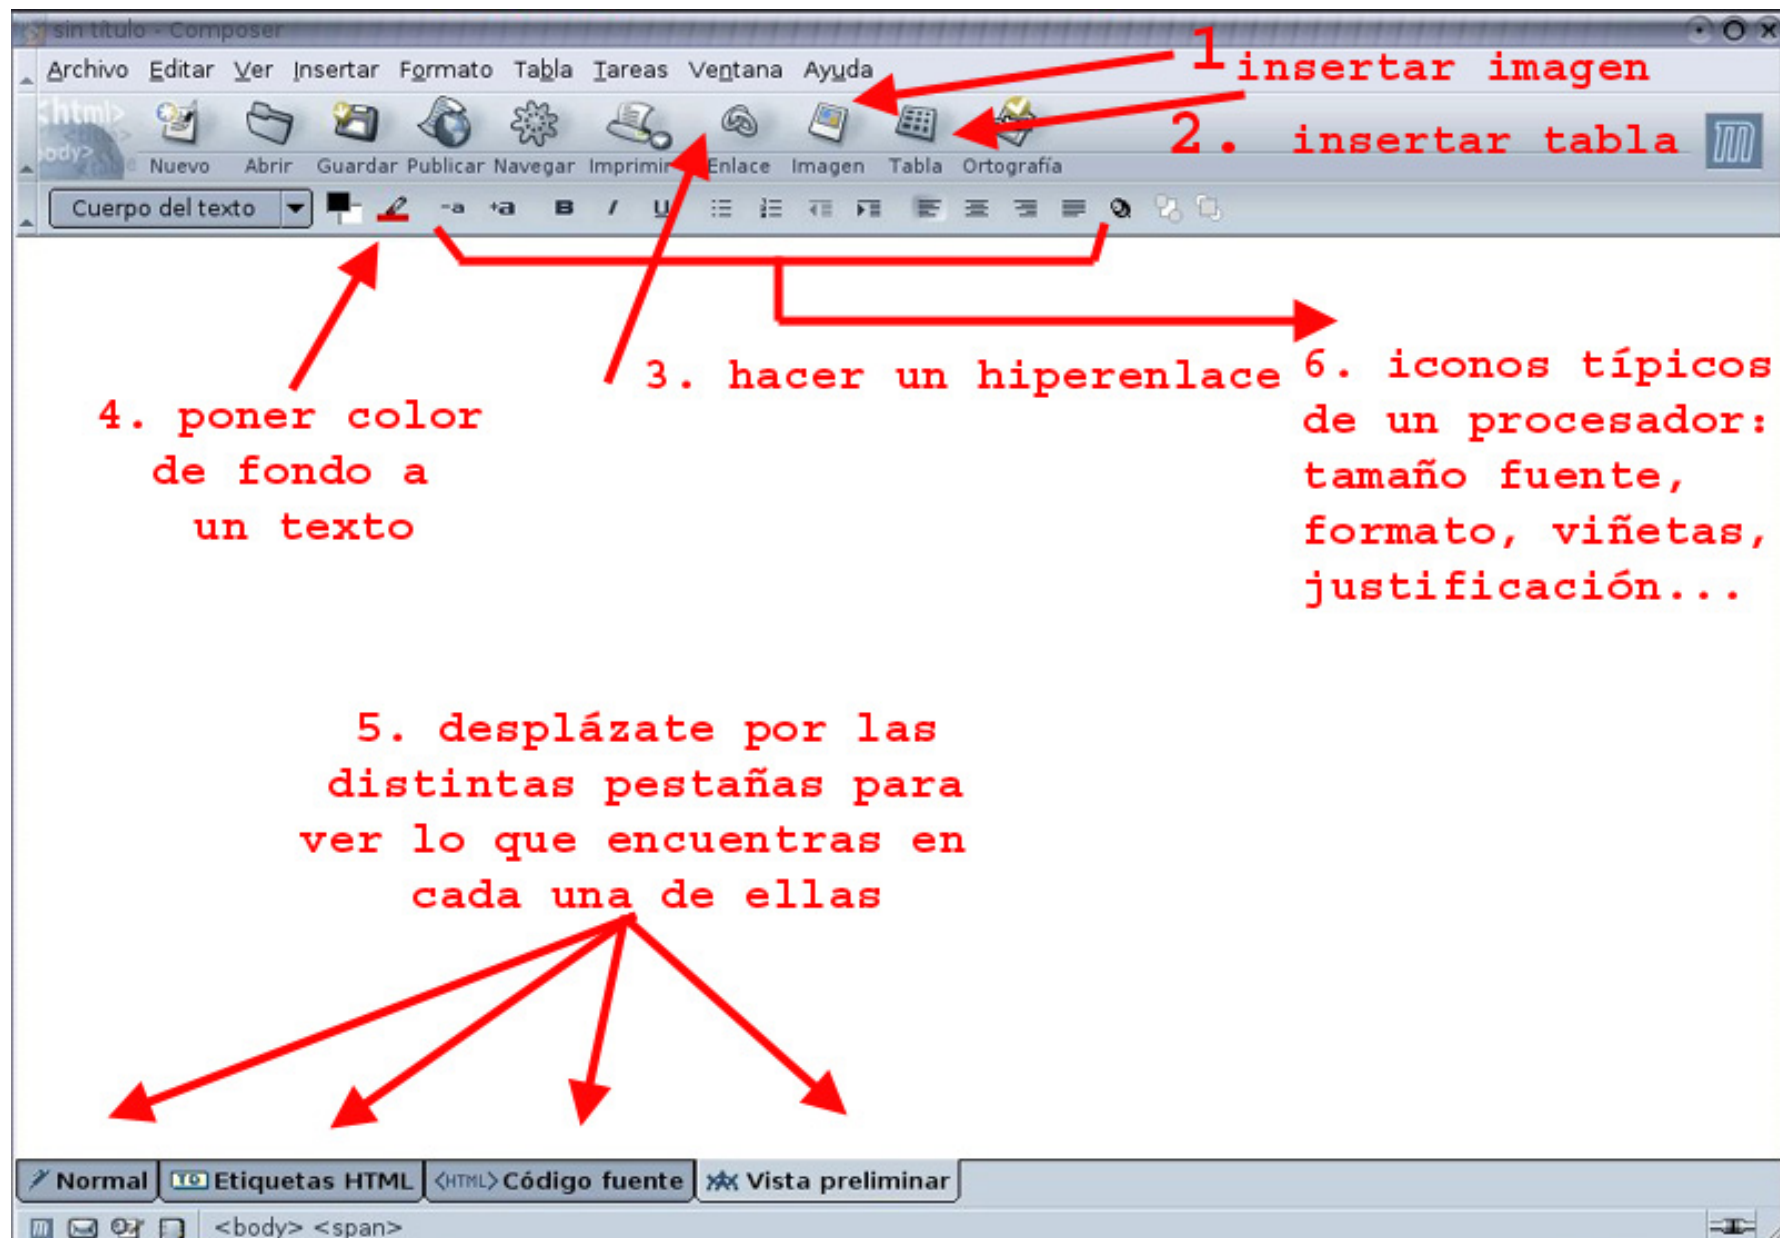 sin título - Composer
Archivo Editar Ver Insertar Formato Tabla Tareas Ventana Ayuda
1 insertar imagen
<html>
body>
Nuevo Abrir Guardar Publicar Navegar Imprimir Enlace Imagen Tabla Ortografía
2. insertar tabla
Cuerpo del texto -a +a B I U
3. hacer un hiperenlace
4. poner color
de fondo a
un texto
6. iconos típicos
de un procesador:
tamaño fuente,
formato, viñetas,
justificación...
5. desplázate por las
distintas pestañas para
ver lo que encuentras en
cada una de ellas
Normal TD Etiquetas HTML <HTML> Código fuente Vista preliminar
<body> <span>